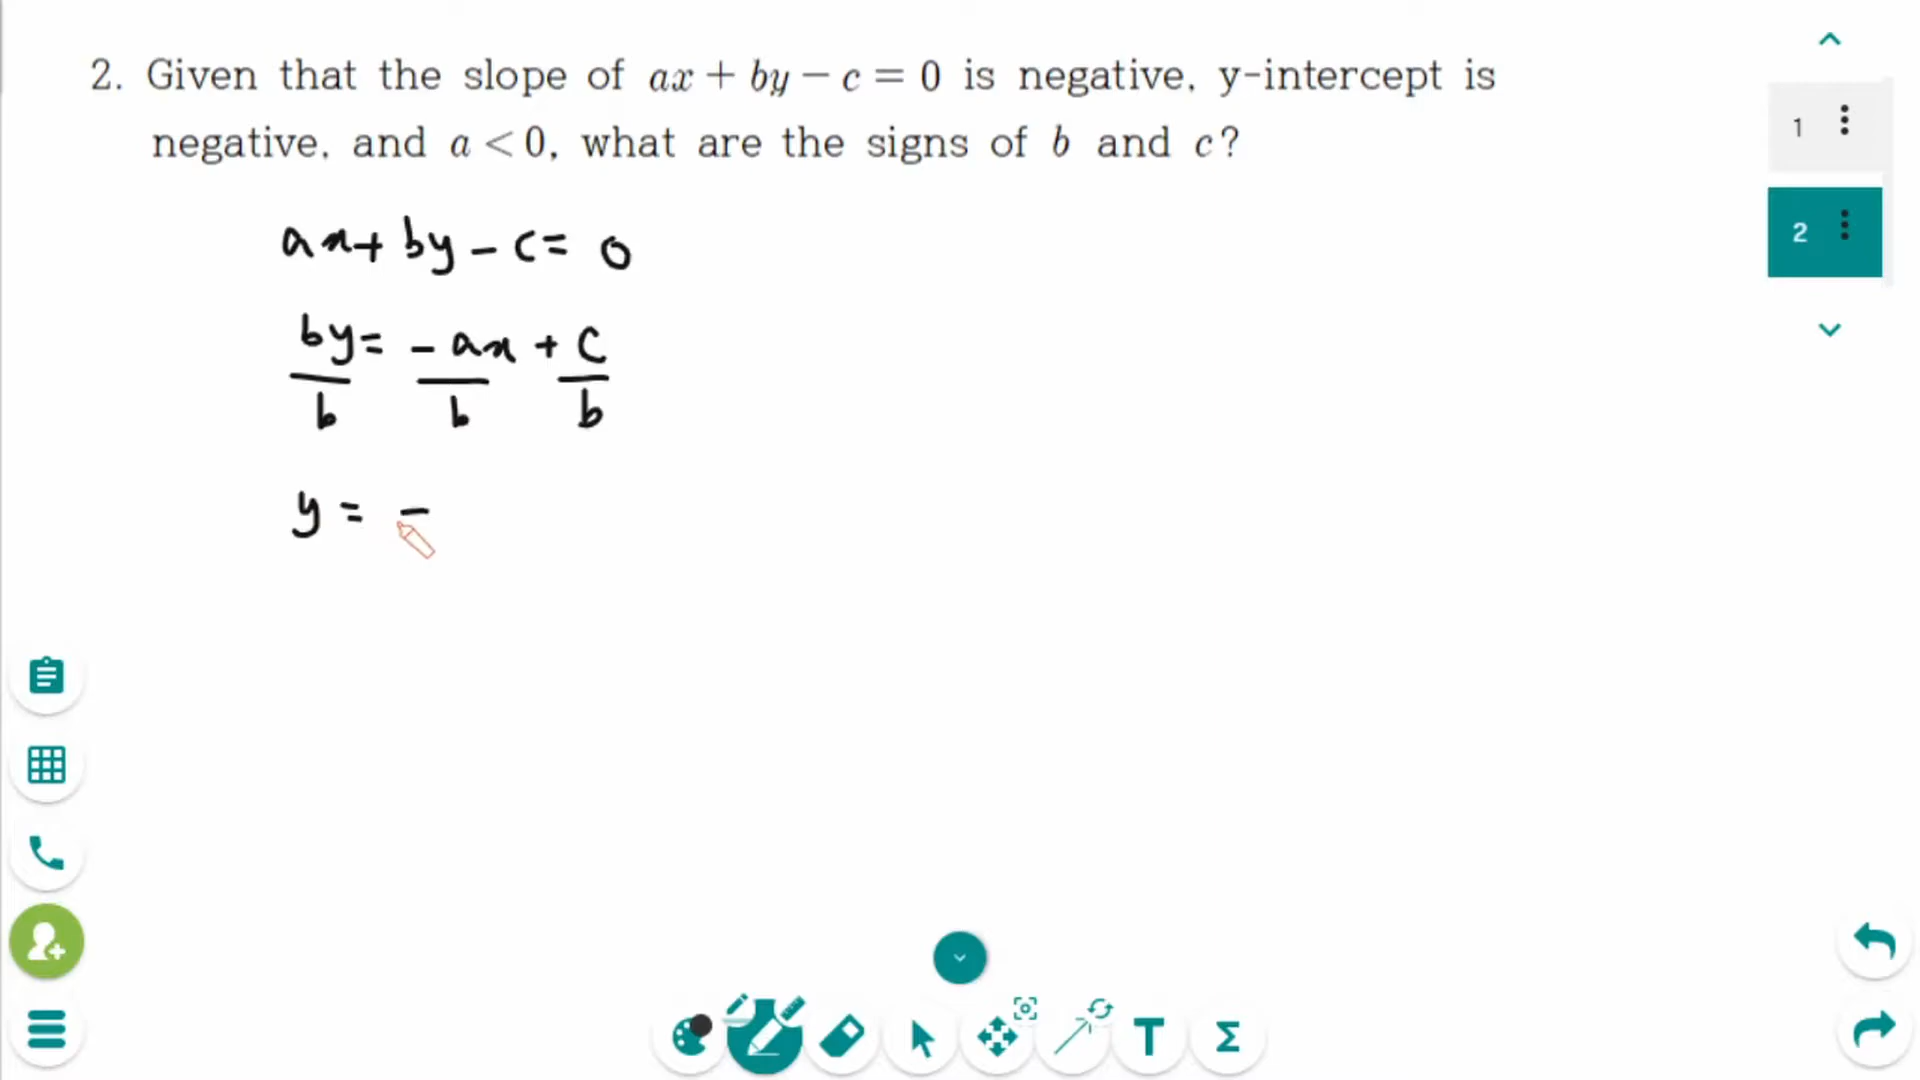 2. Given that the slope of ax + by − c = 0 is negative, y-intercept is
negative, and a < 0, what are the signs of b and c?
ax + by - c = 0
by = - ax + c
b b b
y = -
1
2
T
Σ